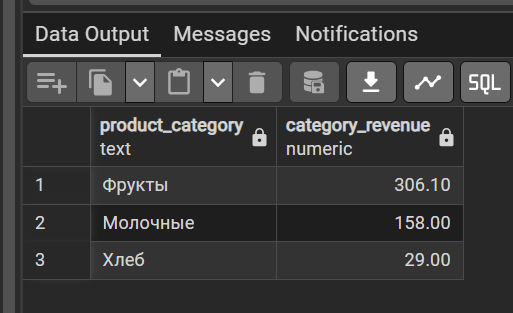 Data Output Messages Notifications
SQL
product_category category_revenue
text numeric
1 Фрукты 306.10
2 Молочные 158.00
3 Хлеб 29.00